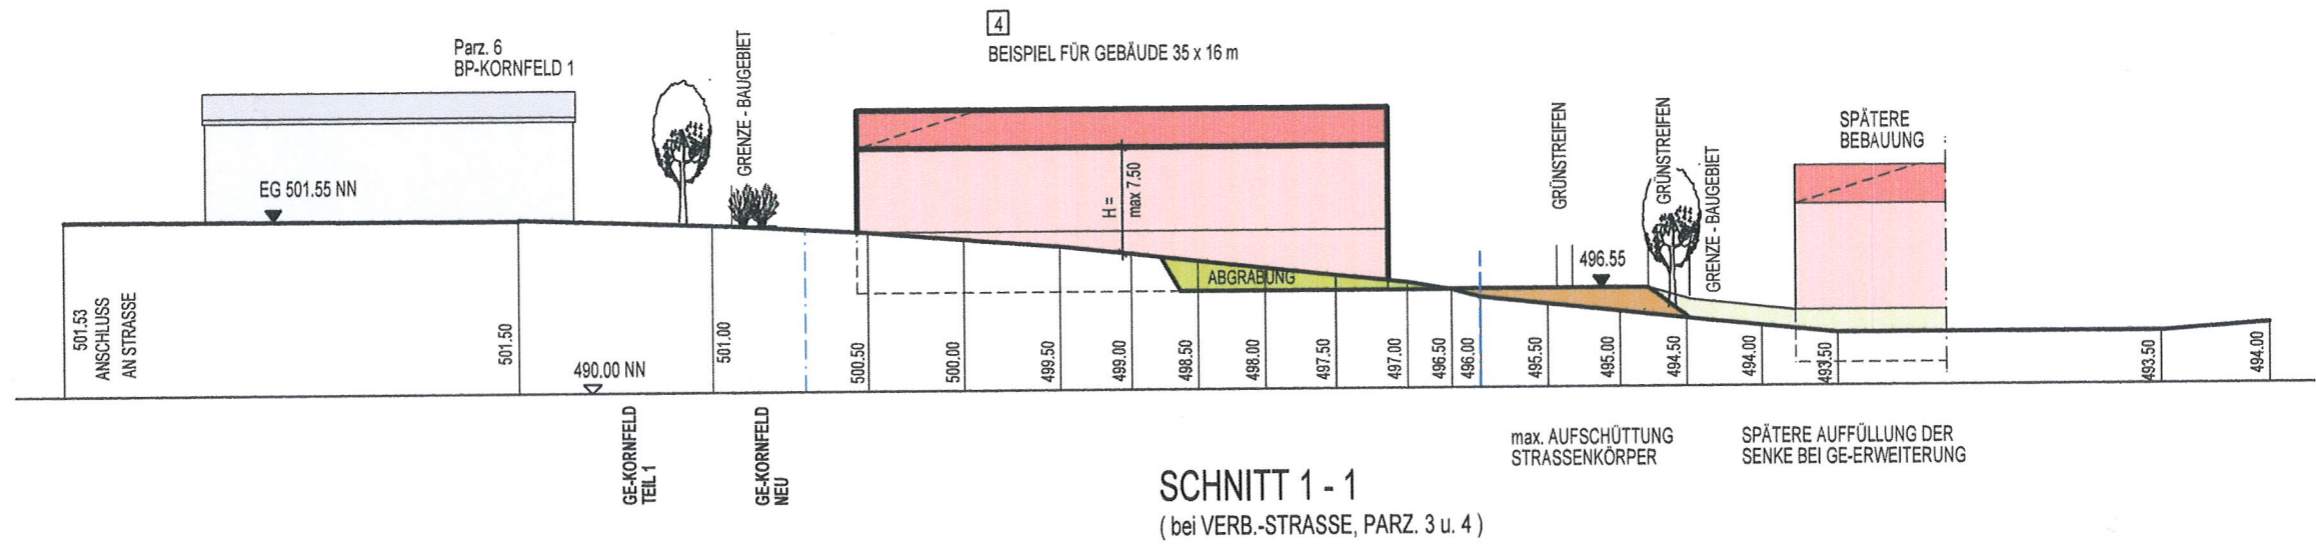 4
BEISPIEL FÜR GEBÄUDE 35 x 16 m
Parz. 6
BP-KORNFELD 1
GRENZE - BAUGEBIET
EG 501.55 NN
H =
max 7.50
ABGRABUNG
GRÜNSTREIFEN
496.55
GRÜNSTREIFEN
GRENZE - BAUGEBIET
SPÄTERE
BEBAUUNG
501.53
ANSCHLUSS
AN STRASSE
501.50
490.00 NN
501.00
500.50
500.00
499.50
499.00
498.50
498.00
497.50
497.00
496.50
496.00
495.50
495.00
494.50
494.00
493.50
493.50
494.00
GE-KORNFELD
TEIL 1
GE-KORNFELD
NEU
max. AUFSCHÜTTUNG
STRASSENKÖRPER
SPÄTERE AUFFÜLLUNG DER
SENKE BEI GE-ERWEITERUNG
SCHNITT 1 - 1
( bei VERB.-STRASSE, PARZ. 3 u. 4 )